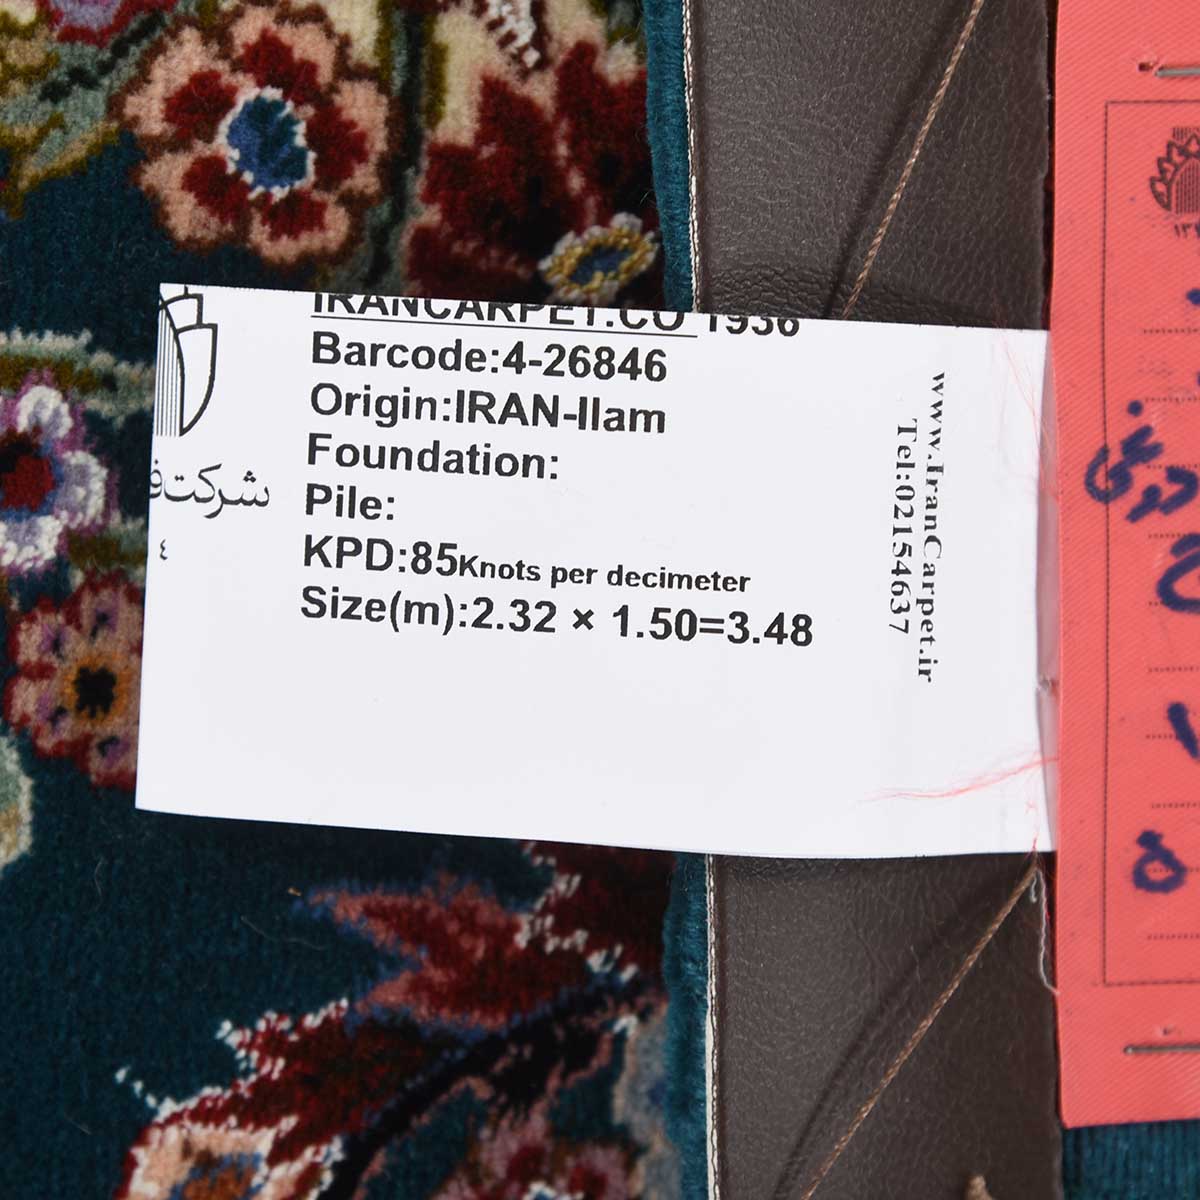 IRANCARPET.CO 1936
Barcode:4-26846
Origin:IRAN-Ilam
Foundation:
Pile:
KPD:85Knots per decimeter
Size(m):2.32 × 1.50=3.48
شرکت
٤
www.IranCarpet.ir
Tel:02154637